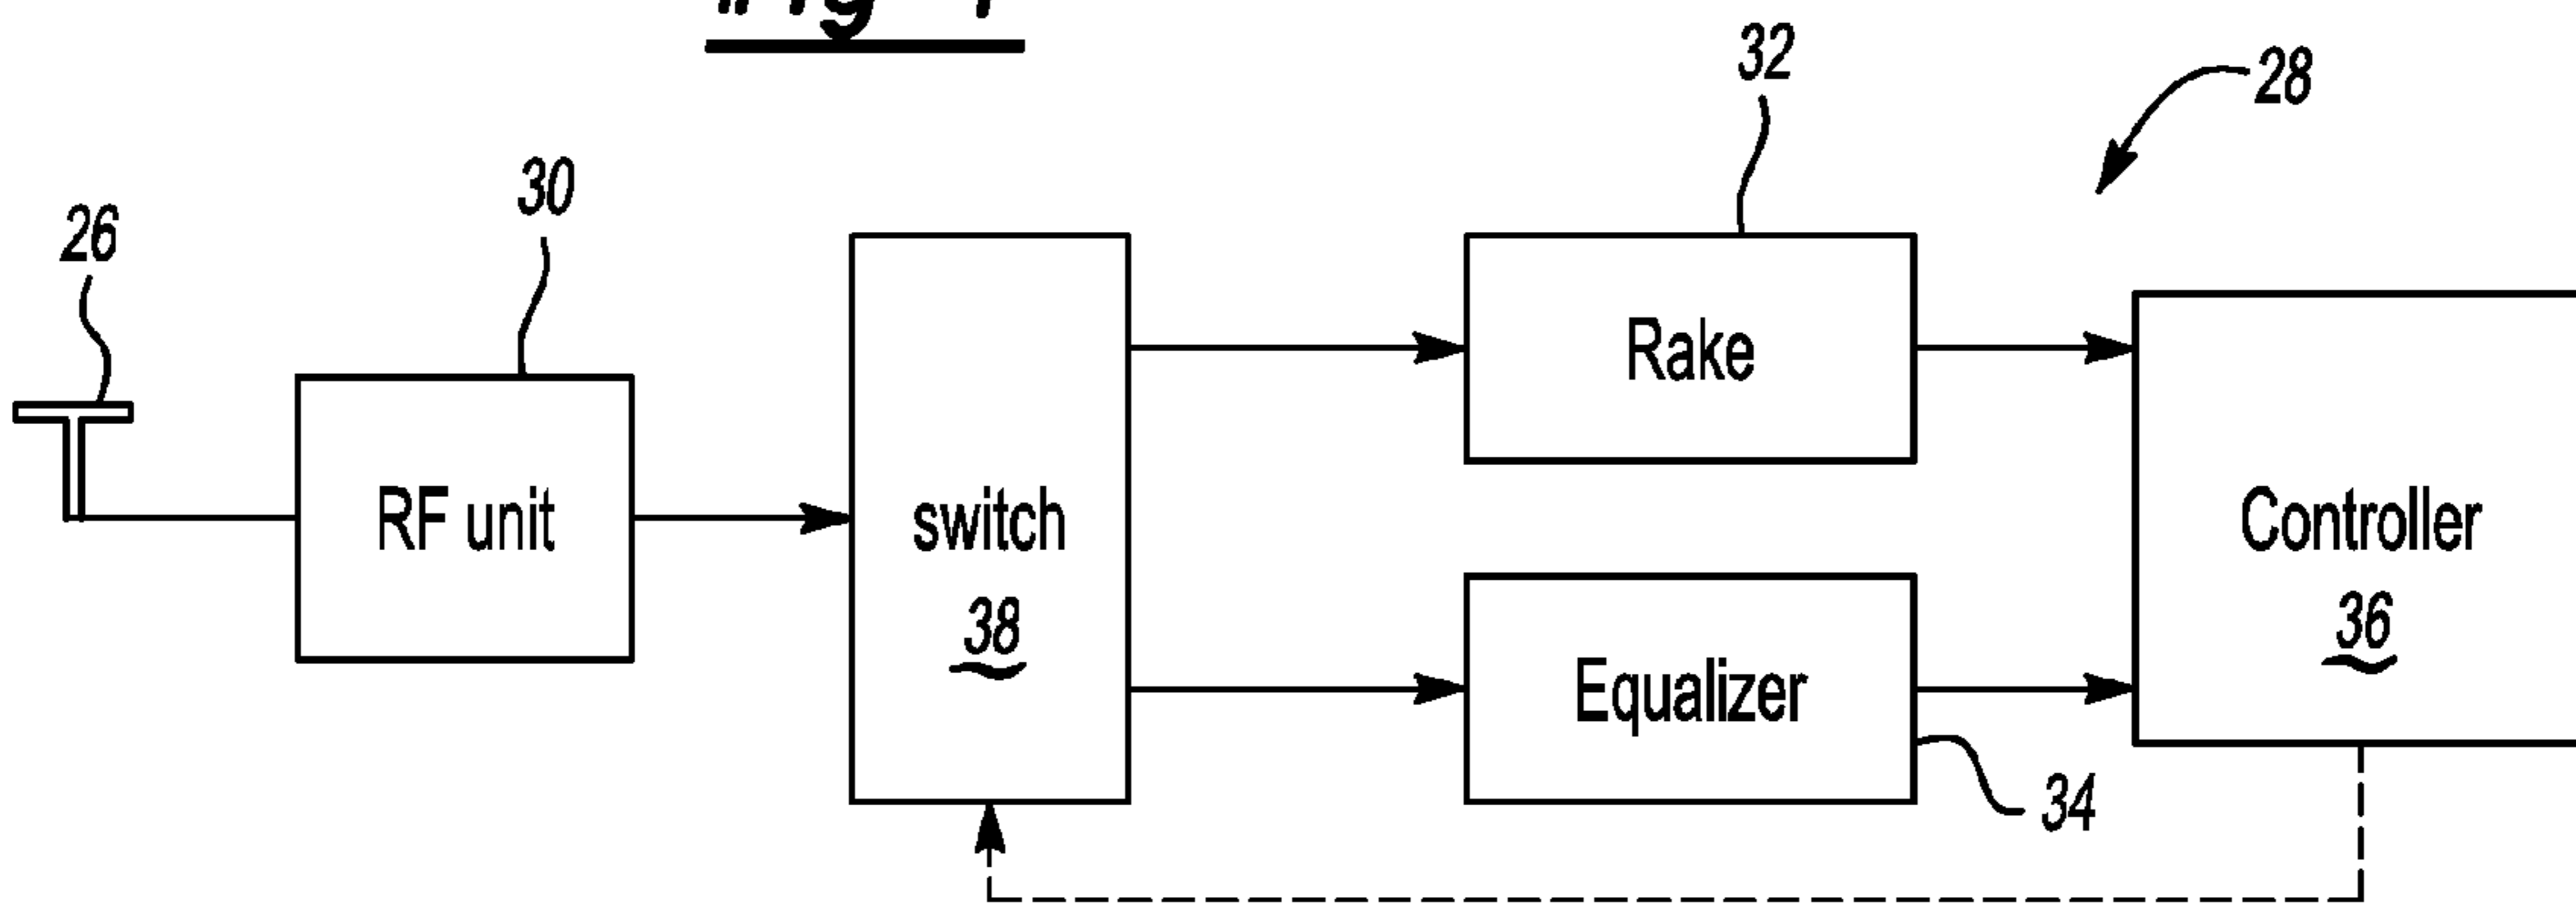 32
28
30
26
Rake
RF unit
switch
Controller
38
36
Equalizer
34